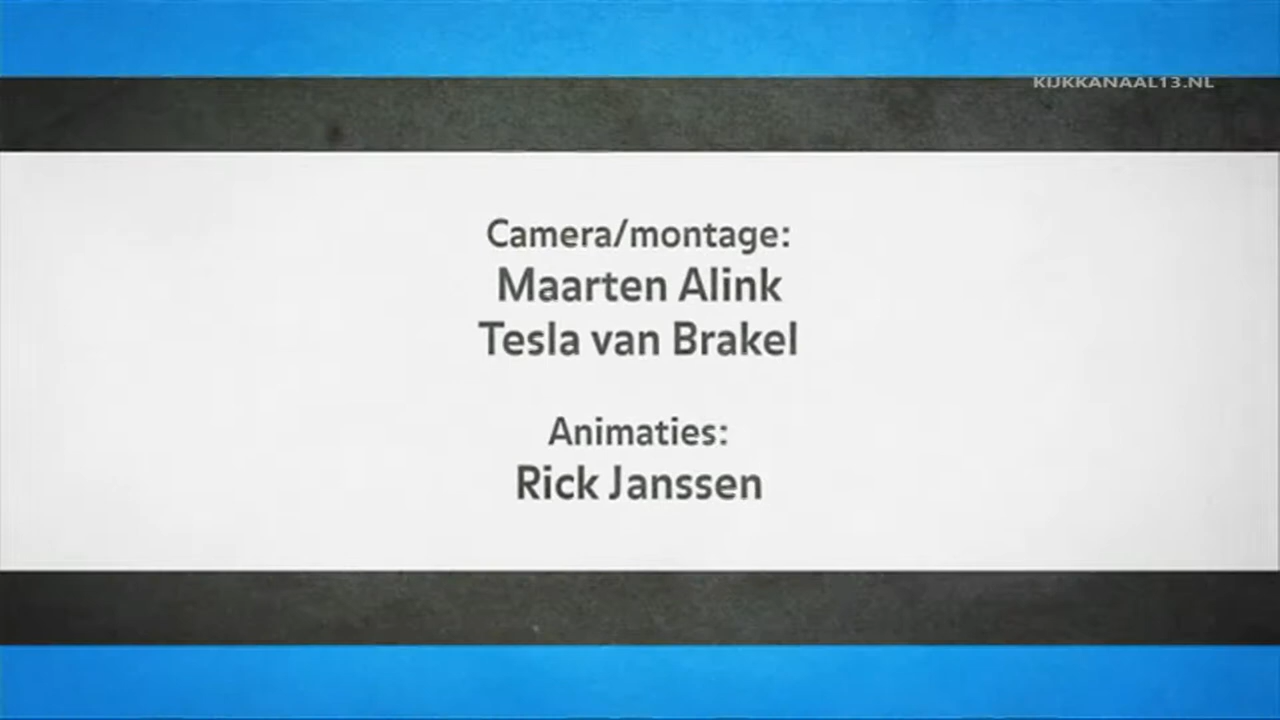 KIJKKANAAL13.NL
Camera/montage:
Maarten Alink
Tesla van Brakel
Animaties:
Rick Janssen